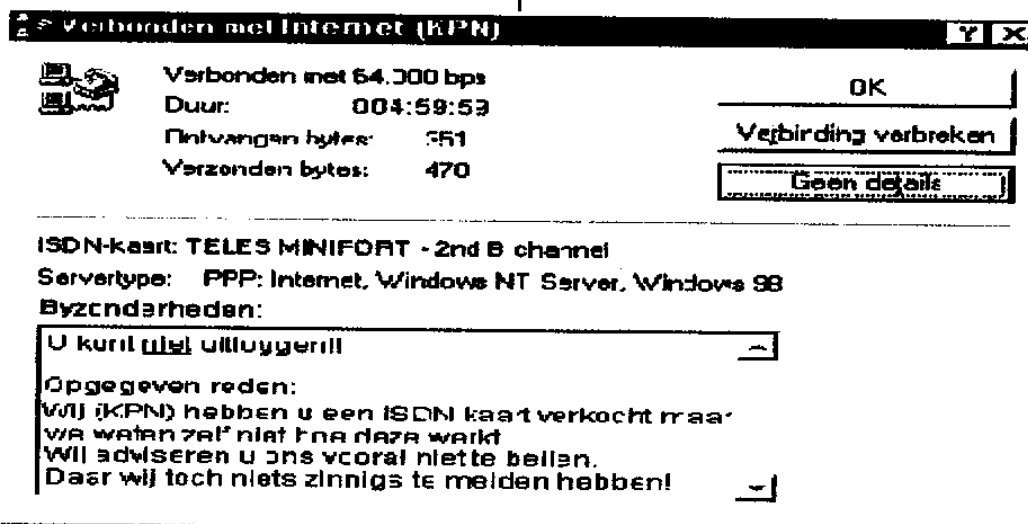 Verbonden met Internet (KPN)
Verbonden met 64.000 bps
Duur: 004:59:59
Ontvangen bytes: 551
Verzonden bytes: 470
OK
Verbinding verbreken
Geen details
ISDN-kaart: TELES MINIFORT - 2nd B channel
Servertype: PPP: Internet, Windows NT Server, Windows 98
Byzonderheden:
U kunt niet uitloggen!!!
Opgegeven reden:
Wij (KPN) hebben u een ISDN kaart verkocht maar
we weten zelf niet hoe deze werkt
Wij adviseren u ons vooral niet te bellen.
Daar wij toch niets zinnigs te melden hebben!